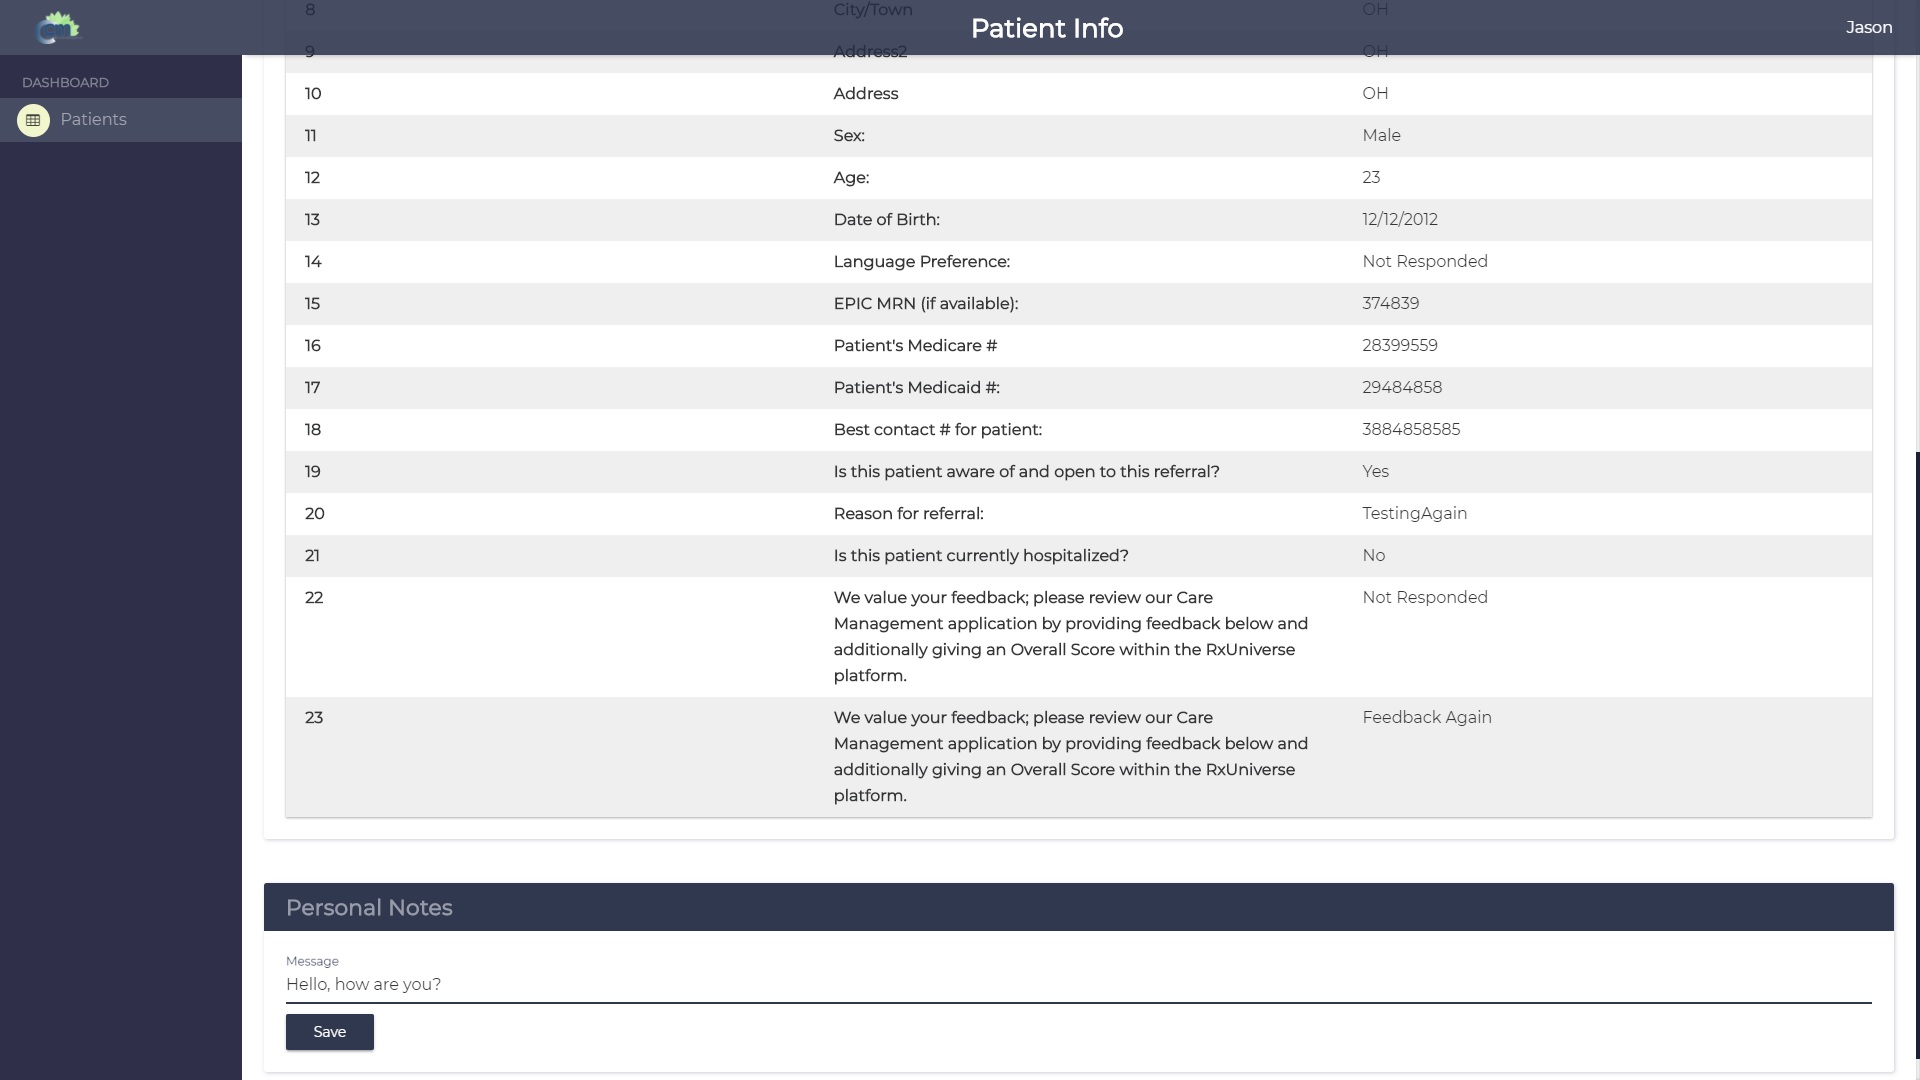 Patient Info
Jason
DASHBOARD
Patients
8 City/Town OH
9 Address2 OH
10 Address OH
11 Sex: Male
12 Age: 23
13 Date of Birth: 12/12/2012
14 Language Preference: Not Responded
15 EPIC MRN (if available): 374839
16 Patient's Medicare # 28399559
17 Patient's Medicaid #: 29484858
18 Best contact # for patient: 3884858585
19 Is this patient aware of and open to this referral? Yes
20 Reason for referral: TestingAgain
21 Is this patient currently hospitalized? No
22 We value your feedback; please review our Care Not Responded
Management application by providing feedback below and
additionally giving an Overall Score within the RxUniverse
platform.
23 We value your feedback; please review our Care Feedback Again
Management application by providing feedback below and
additionally giving an Overall Score within the RxUniverse
platform.
Personal Notes
Message
Hello, how are you?
Save